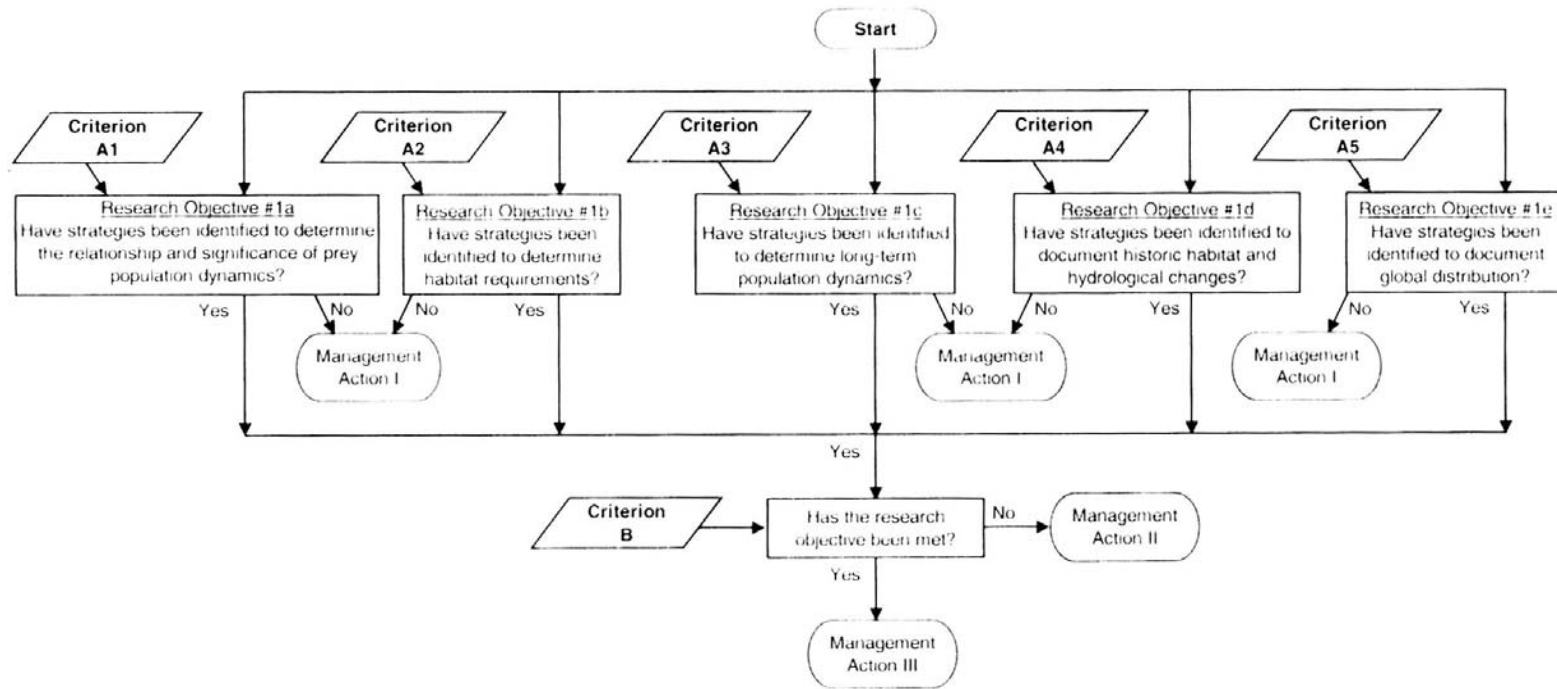 Start
Criterion
A1
Criterion
A2
Criterion
A3
Criterion
A4
Criterion
A5
Research Objective #1a
Have strategies been identified to determine
the relationship and significance of prey
population dynamics?
Research Objective #1b
Have strategies been
identified to determine
habitat requirements?
Research Objective #1c
Have strategies been identified
to determine long-term
population dynamics?
Research Objective #1d
Have strategies been identified to
document historic habitat and
hydrological changes?
Research Objective #1e
Have strategies been
identified to document
global distribution?
Yes
No
No
Yes
Yes
No
No
Yes
No
Yes
Management
Action I
Management
Action I
Management
Action I
Yes
Criterion
B
Has the research
objective been met?
No
Management
Action II
Yes
Management
Action III